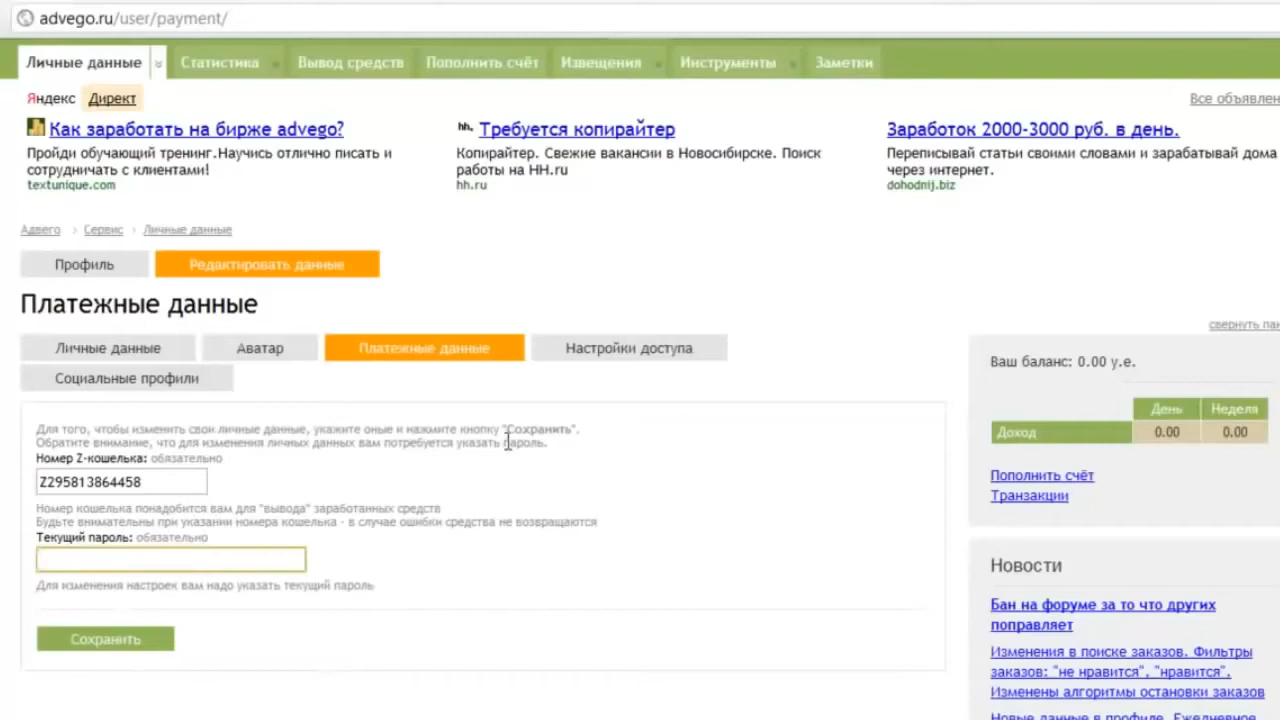 advego.ru/user/payment/
Личные данные Статистика Вывод средств Пополнить счёт Извещения Инструменты Заметки
Яндекс Директ Все объявлен
Как заработать на бирже advego? hh. Требуется копирайтер Заработок 2000-3000 руб. в день.
Пройди обучающий тренинг.Научись отлично писать и Копирайтер. Свежие вакансии в Новосибирске. Поиск Переписывай статьи своими словами и зарабатывай дома
сотрудничать с клиентами! работы на HH.ru через интернет.
textunique.com hh.ru dohodnij.biz
Адвего › Сервис › Личные данные
Профиль Редактировать данные
Платежные данные
свернуть пан
Личные данные Аватар Платежные данные Настройки доступа
Социальные профили
Ваш баланс: 0.00 у.е.
День Неделя
Доход 0.00 0.00
Пополнить счёт
Транзакции
Для того, чтобы изменить свои личные данные, укажите оные и нажмите кнопку "Сохранить".
Обратите внимание, что для изменения личных данных вам потребуется указать пароль.
Номер Z-кошелька: обязательно
Z295813864458
Номер кошелька понадобится вам для "вывода" заработанных средств
Будьте внимательны при указании номера кошелька - в случае ошибки средства не возвращаются
Текущий пароль: обязательно
Для изменения настроек вам надо указать текущий пароль
Сохранить
Новости
Бан на форуме за то что других
поправляет
Изменения в поиске заказов. Фильтры
заказов: "не нравится", "нравится".
Изменены алгоритмы остановки заказов
Новые данные в профиле. Ежедневное